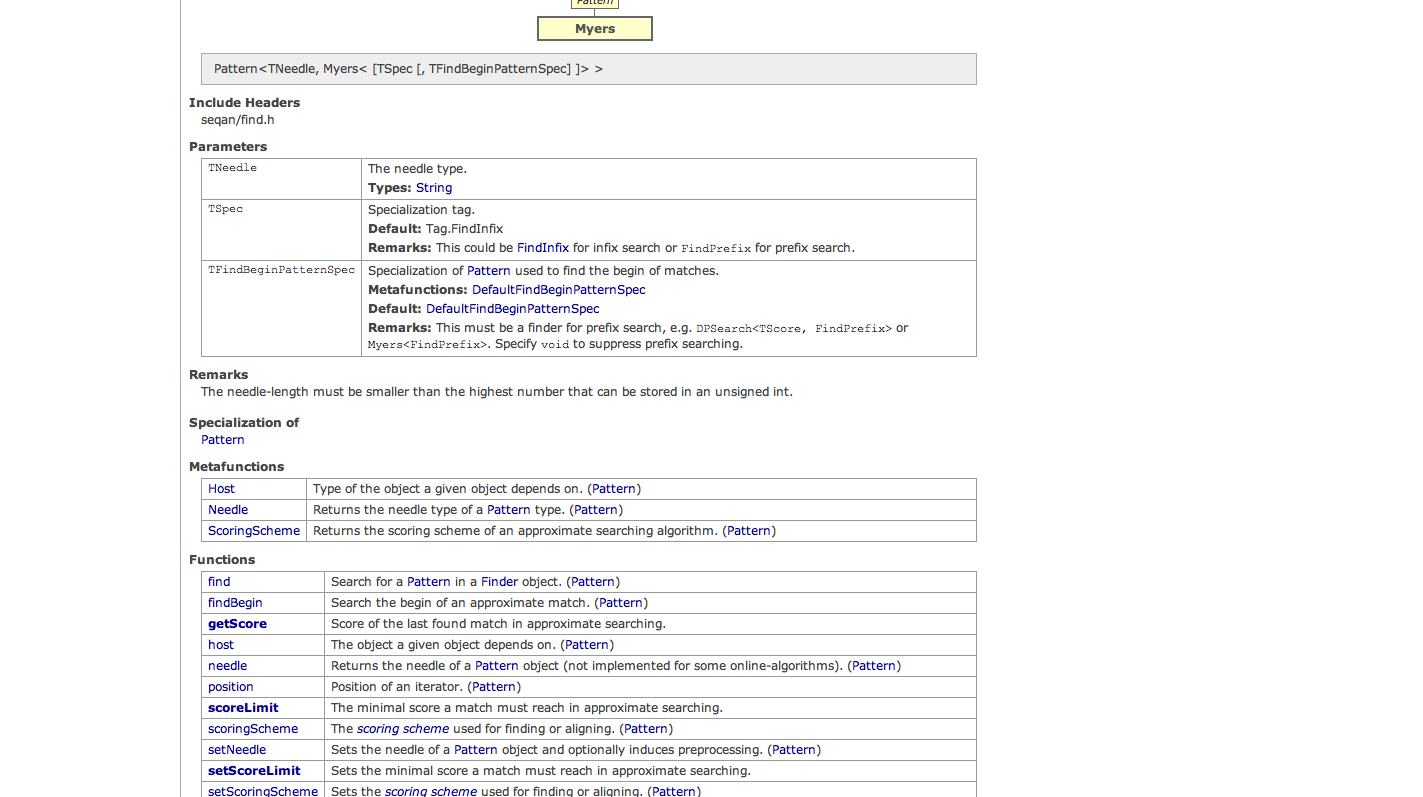 Pattern
Myers
Pattern<TNeedle, Myers< [TSpec [, TFindBeginPatternSpec] ]> >
Include Headers
seqan/find.h
Parameters
TNeedle The needle type.
Types: String
TSpec Specialization tag.
Default: Tag.FindInfix
Remarks: This could be FindInfix for infix search or FindPrefix for prefix search.
TFindBeginPatternSpec Specialization of Pattern used to find the begin of matches.
Metafunctions: DefaultFindBeginPatternSpec
Default: DefaultFindBeginPatternSpec
Remarks: This must be a finder for prefix search, e.g. DPSearch<TScore, FindPrefix> or
Myers<FindPrefix>. Specify void to suppress prefix searching.
Remarks
The needle-length must be smaller than the highest number that can be stored in an unsigned int.
Specialization of
Pattern
Metafunctions
Host Type of the object a given object depends on. (Pattern)
Needle Returns the needle type of a Pattern type. (Pattern)
ScoringScheme Returns the scoring scheme of an approximate searching algorithm. (Pattern)
Functions
find Search for a Pattern in a Finder object. (Pattern)
findBegin Search the begin of an approximate match. (Pattern)
getScore Score of the last found match in approximate searching.
host The object a given object depends on. (Pattern)
needle Returns the needle of a Pattern object (not implemented for some online-algorithms). (Pattern)
position Position of an iterator. (Pattern)
scoreLimit The minimal score a match must reach in approximate searching.
scoringScheme The scoring scheme used for finding or aligning. (Pattern)
setNeedle Sets the needle of a Pattern object and optionally induces preprocessing. (Pattern)
setScoreLimit Sets the minimal score a match must reach in approximate searching.
setScoringScheme Sets the scoring scheme used for finding or aligning. (Pattern)